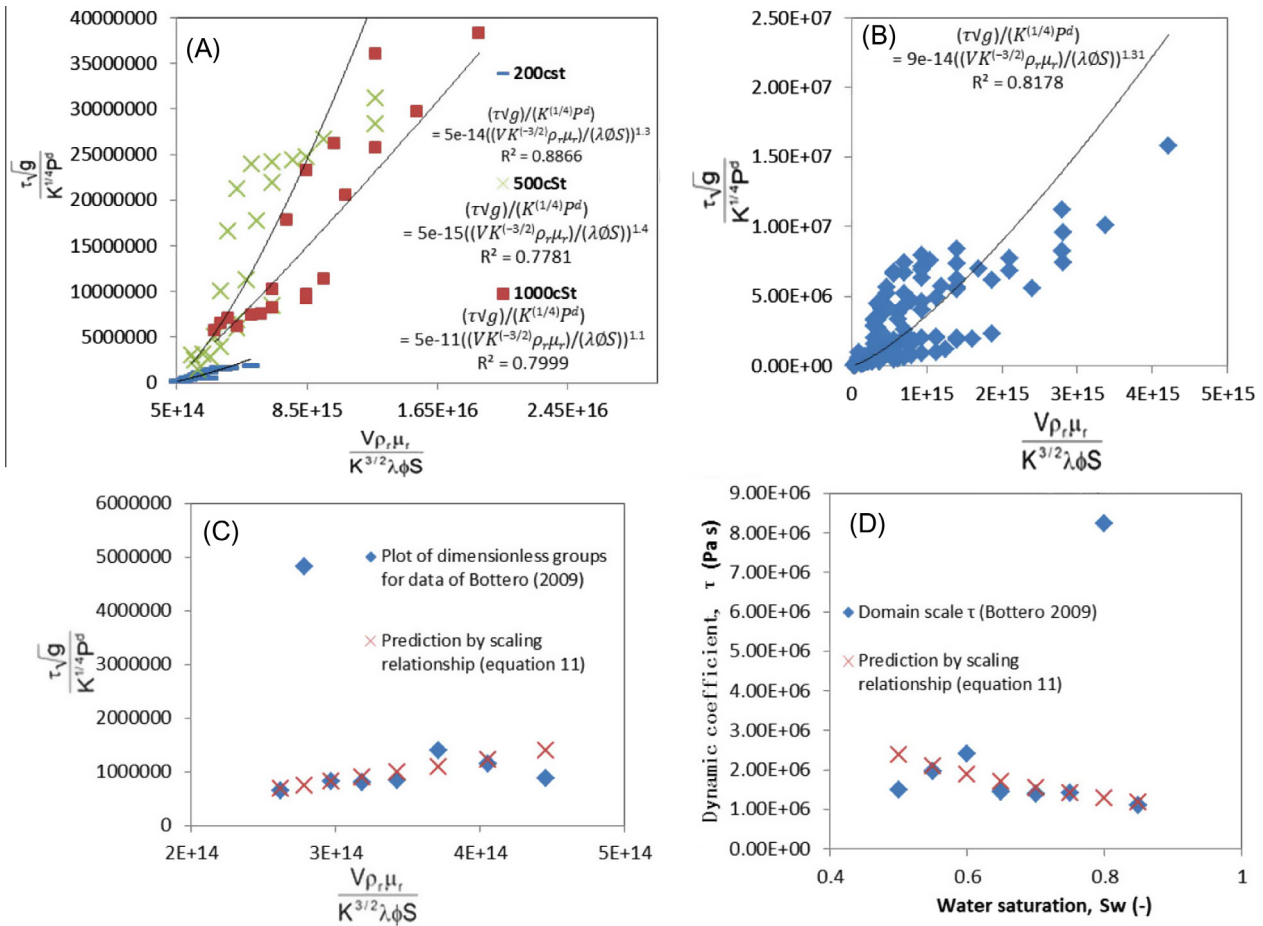 (A)
40000000
35000000
30000000
25000000
20000000
15000000
10000000
5000000
0
τ√g
K^{1/4}P^d
5E+14
8.5E+15
1.65E+16
2.45E+16
Vρ_rμ_r
K^{3/2}λϕS
200cst
(τ√g)/(K^{(1/4)}P^d)
= 5e-14((VK^{(−3/2)}ρ_rμ_r)/(λØS))^{1.3}
R² = 0.8866
500cSt
(τ√g)/(K^{(1/4)}P^d)
= 5e-15((VK^{(−3/2)}ρ_rμ_r)/(λØS))^{1.4}
R² = 0.7781
1000cSt
(τ√g)/(K^{(1/4)}P^d)
= 5e-11((VK^{(−3/2)}ρ_rμ_r)/(λØS))^{1.1}
R² = 0.7999
(B)
2.50E+07
2.00E+07
1.50E+07
1.00E+07
5.00E+06
0.00E+00
τ√g
K^{1/4}P^d
(τ√g)/(K^{(1/4)}P^d)
= 9e-14((VK^{(−3/2)}ρ_rμ_r)/(λØS))^{1.31}
R² = 0.8178
0
1E+15
2E+15
3E+15
4E+15
5E+15
Vρ_rμ_r
K^{3/2}λϕS
(C)
6000000
5000000
4000000
3000000
2000000
1000000
0
τ√g
K^{1/4}P^d
Plot of dimensionless groups
for data of Bottero (2009)
Prediction by scaling
relationship (equation 11)
2E+14
3E+14
4E+14
5E+14
Vρ_rμ_r
K^{3/2}λϕS
(D)
9.00E+06
8.00E+06
7.00E+06
6.00E+06
5.00E+06
4.00E+06
3.00E+06
2.00E+06
1.00E+06
0.00E+00
Dynamic coefficient, τ (Pa s)
Domain scale τ (Bottero 2009)
Prediction by scaling
relationship (equation 11)
0.4
0.6
0.8
1
Water saturation, Sw (-)